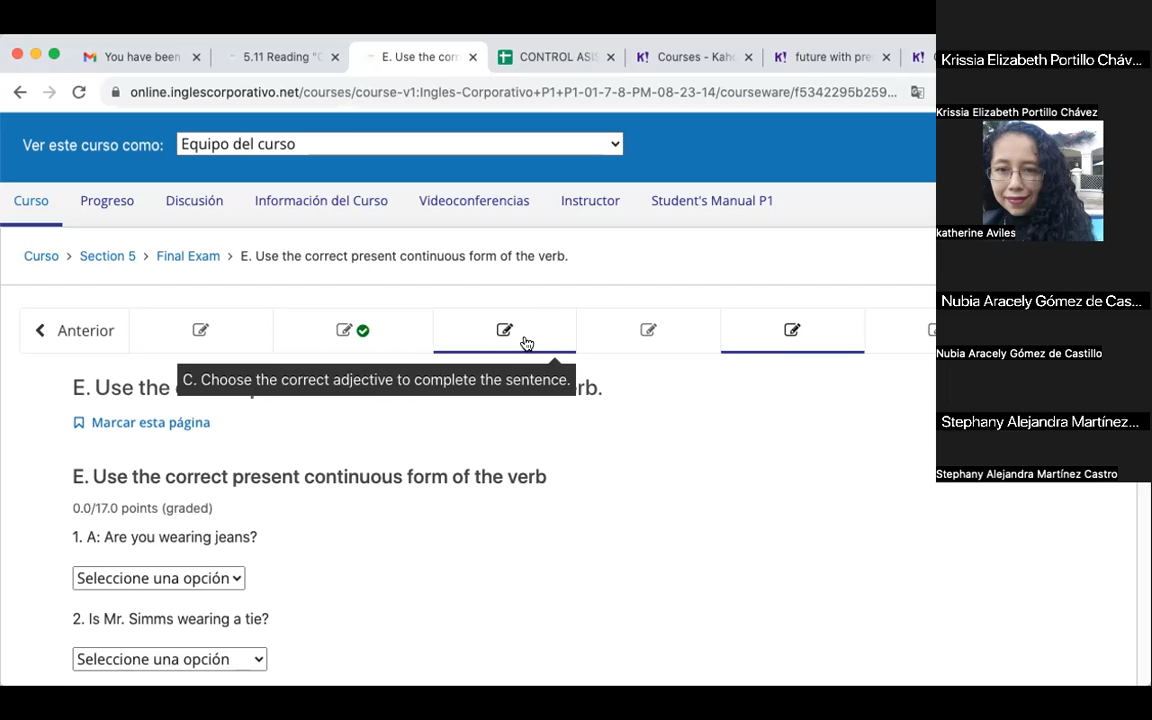 You have been
5.11 Reading "
E. Use the corr
CONTROL ASIS
Courses - Kaho
future with pre
online.inglescorporativo.net/courses/course-v1:Ingles-Corporativo+P1+P1-01-7-8-PM-08-23-14/courseware/f5342295b259...
Ver este curso como:
Equipo del curso
Curso
Progreso
Discusión
Información del Curso
Videoconferencias
Instructor
Student's Manual P1
Curso > Section 5 > Final Exam > E. Use the correct present continuous form of the verb.
Anterior
C. Choose the correct adjective to complete the sentence.
E. Use the
rb.
Marcar esta página
E. Use the correct present continuous form of the verb
0.0/17.0 points (graded)
1. A: Are you wearing jeans?
Seleccione una opción
2. Is Mr. Simms wearing a tie?
Seleccione una opción
Krissia Elizabeth Portillo Cháv...
Krissia Elizabeth Portillo Chávez
katherine Aviles
Nubia Aracely Gómez de Cas...
Nubia Aracely Gómez de Castillo
Stephany Alejandra Martínez...
Stephany Alejandra Martínez Castro